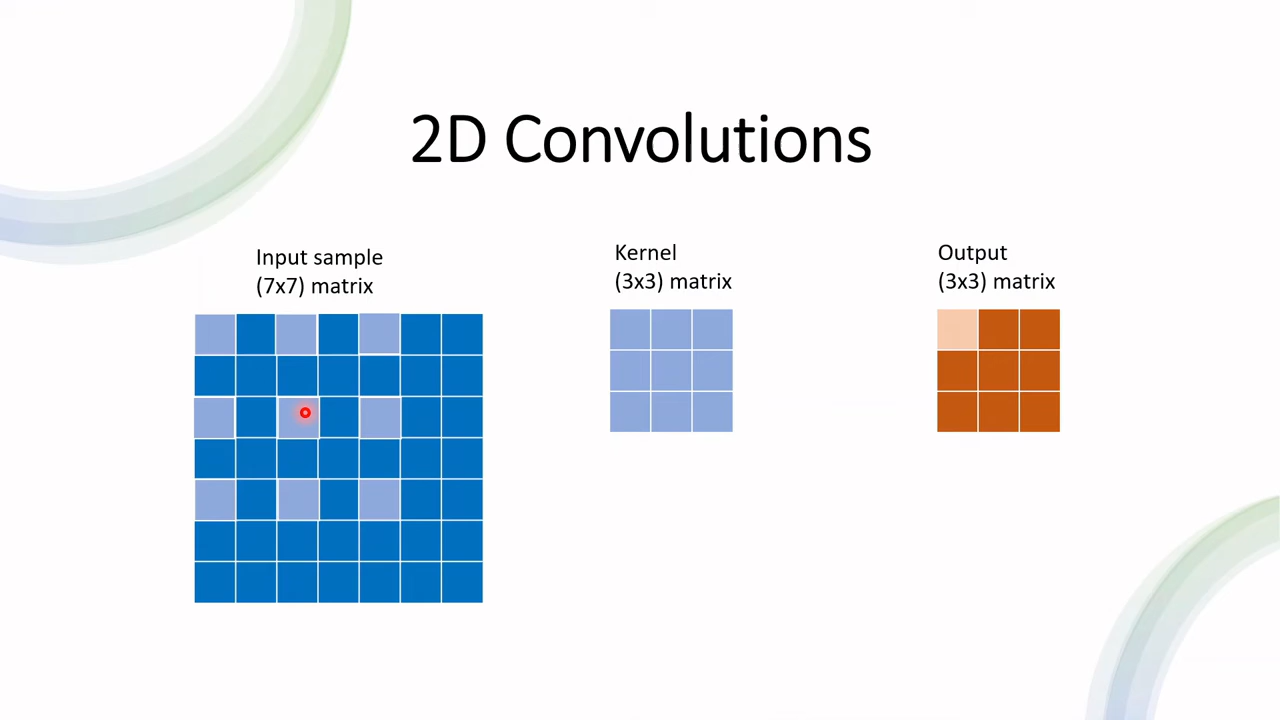 2D Convolutions
Input sample
(7x7) matrix
Kernel
(3x3) matrix
Output
(3x3) matrix